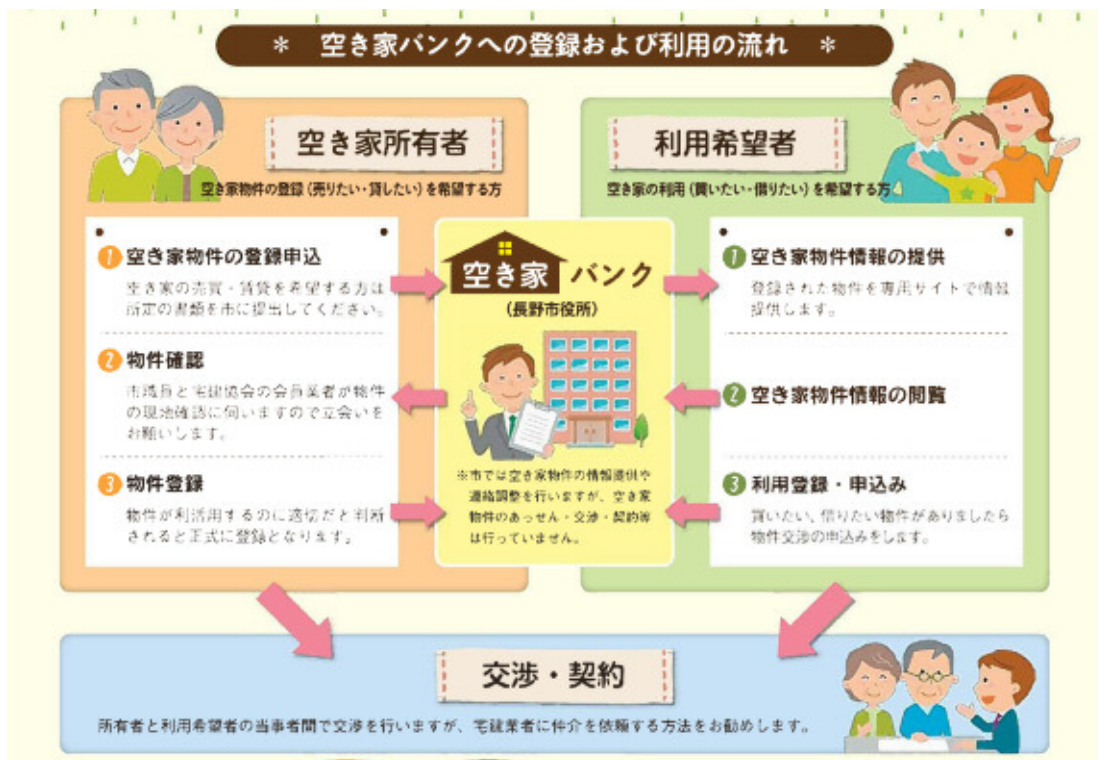 * 空き家バンクへの登録および利用の流れ *
空き家所有者
空き家物件の登録(売りたい・貸したい)を希望する方
① 空き家物件の登録申込
空き家の売買・賃貸を希望する方は
所定の書類を市に提出してください。
② 物件確認
市職員と宅建協会の会員業者が物件
の現地確認に伺いますので立会いを
お願いします。
③ 物件登録
物件が利活用するのに適切だと判断
されると正式に登録となります。
空き家バンク
(長野市役所)
※市では空き家物件の情報提供や
連絡調整を行いますが、空き家
物件のあっせん・交渉・契約等
は行っていません。
利用希望者
空き家の利用(買いたい・借りたい)を希望する方
① 空き家物件情報の提供
登録された物件を専用サイトで情報
提供します。
② 空き家物件情報の閲覧
③ 利用登録・申込み
買いたい、借りたい物件がありましたら
物件交渉の申込みをします。
交渉・契約
所有者と利用希望者の当事者間で交渉を行いますが、宅建業者に仲介を依頼する方法をお勧めします。